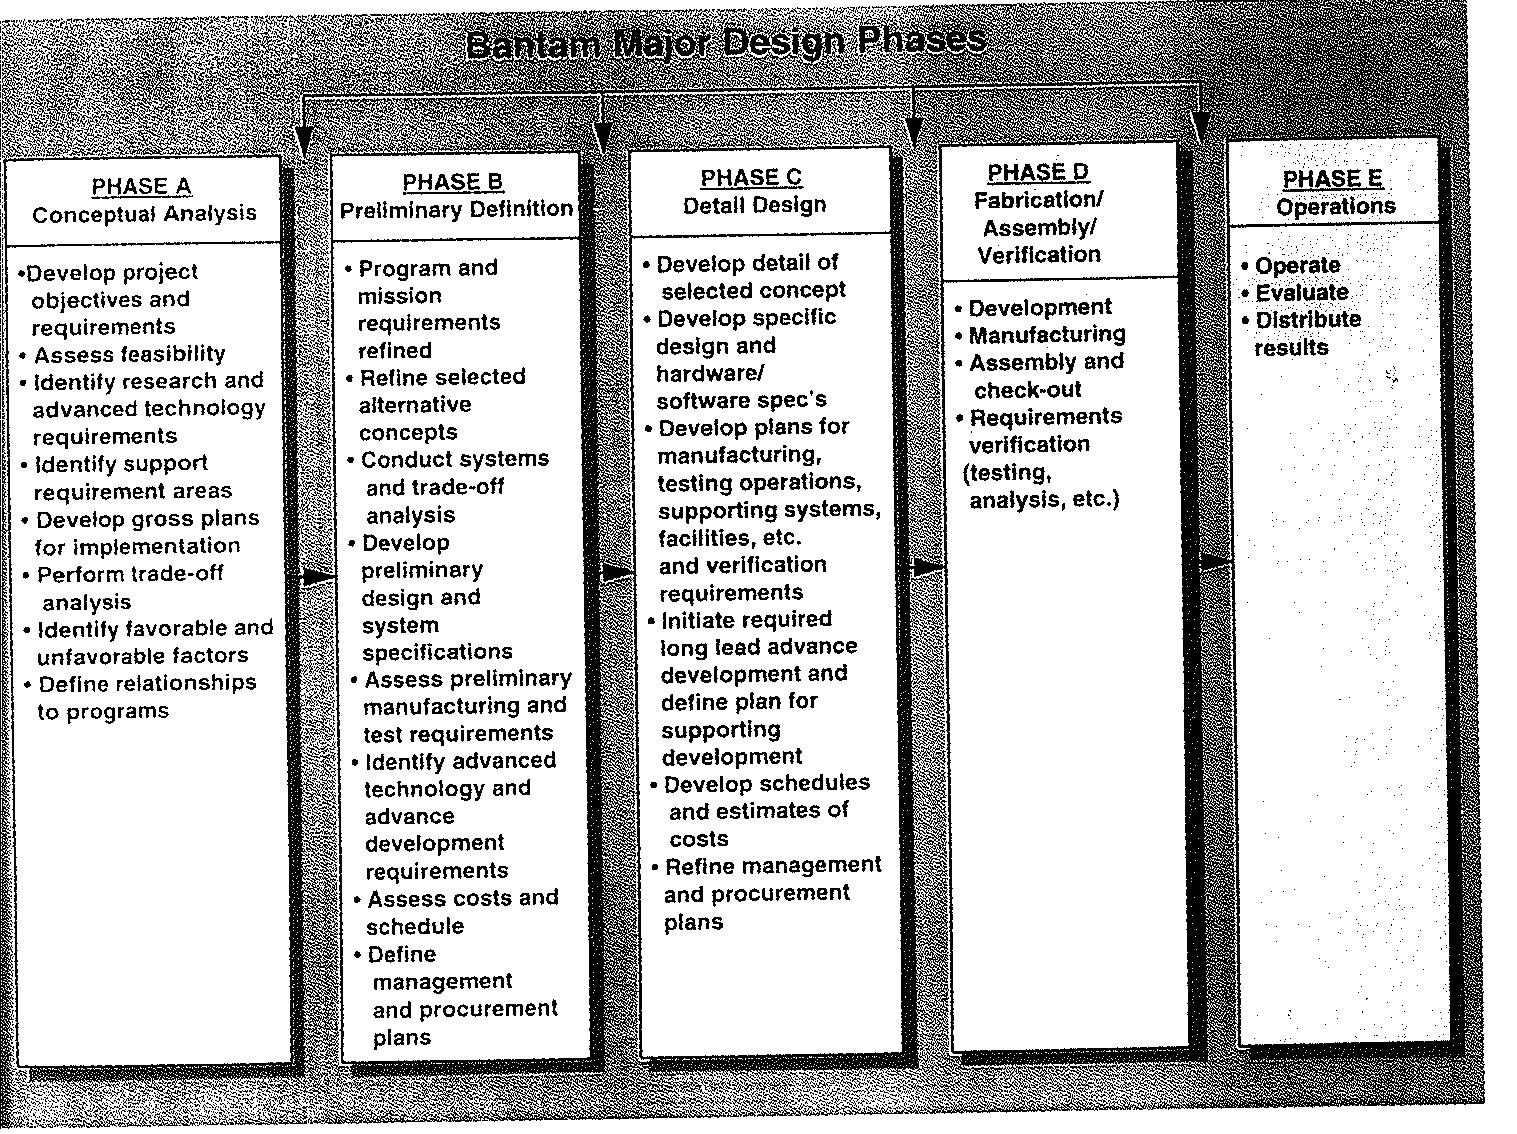 Bantam Major Design Phases
PHASE A
Conceptual Analysis
•Develop project
objectives and
requirements
• Assess feasibility
• Identify research and
advanced technology
requirements
• Identify support
requirement areas
• Develop gross plans
for implementation
• Perform trade-off
analysis
• Identify favorable and
unfavorable factors
• Define relationships
to programs
PHASE B
Preliminary Definition
• Program and
mission
requirements
refined
• Refine selected
alternative
concepts
• Conduct systems
and trade-off
analysis
• Develop
preliminary
design and
system
specifications
• Assess preliminary
manufacturing and
test requirements
• Identify advanced
technology and
advance
development
requirements
• Assess costs and
schedule
• Define
management
and procurement
plans
PHASE C
Detail Design
• Develop detail of
selected concept
• Develop specific
design and
hardware/
software spec's
• Develop plans for
manufacturing,
testing operations,
supporting systems,
facilities, etc.
and verification
requirements
• Initiate required
long lead advance
development and
define plan for
supporting
development
• Develop schedules
and estimates of
costs
• Refine management
and procurement
plans
PHASE D
Fabrication/
Assembly/
Verification
• Development
• Manufacturing
• Assembly and
check-out
• Requirements
verification
(testing,
analysis, etc.)
PHASE E
Operations
• Operate
• Evaluate
• Distribute
results